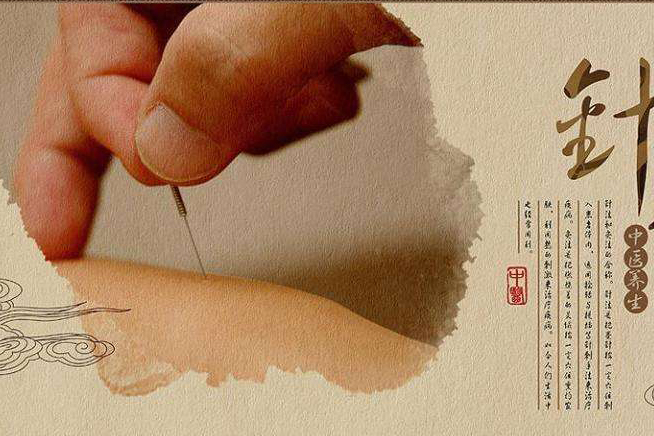 針
中医养生
针法和灸法的合称。针法是把毫针按一定穴位刺
入患者体内，运用捻转与提插等针刺手法来治疗
疾病。灸法是把燃烧着的艾绒按一定穴位熏灼皮
肤，利用热的刺激来治疗疾病。如今人们生活中
也经常用到。
中醫